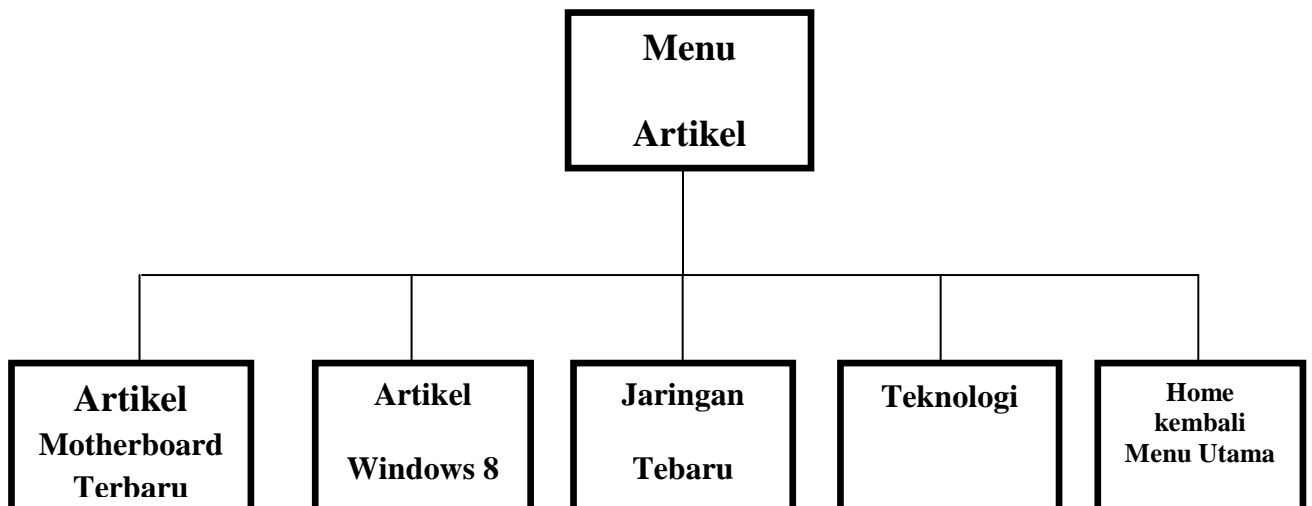 Menu
Artikel
Artikel
Motherboard
Terbaru
Artikel
Windows 8
Jaringan
Tebaru
Teknologi
Home
kembali
Menu Utama